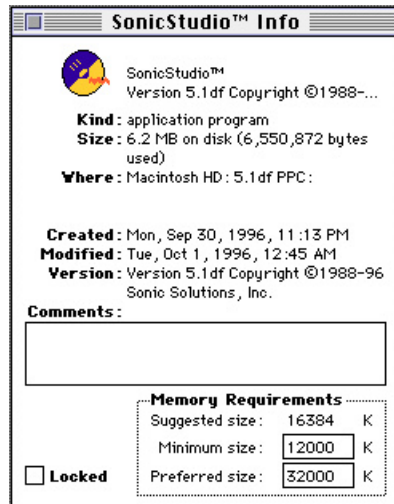 SonicStudio™ Info
SonicStudio™
Version 5.1df Copyright ©1988-...
Kind: application program
Size: 6.2 MB on disk (6,550,872 bytes
used)
Where: Macintosh HD: 5.1df PPC:
Created: Mon, Sep 30, 1996, 11:13 PM
Modified: Tue, Oct 1, 1996, 12:45 AM
Version: Version 5.1df Copyright ©1988-96
Sonic Solutions, Inc.
Comments:
Memory Requirements
Suggested size: 16384 K
Minimum size: 12000 K
Locked Preferred size: 32000 K